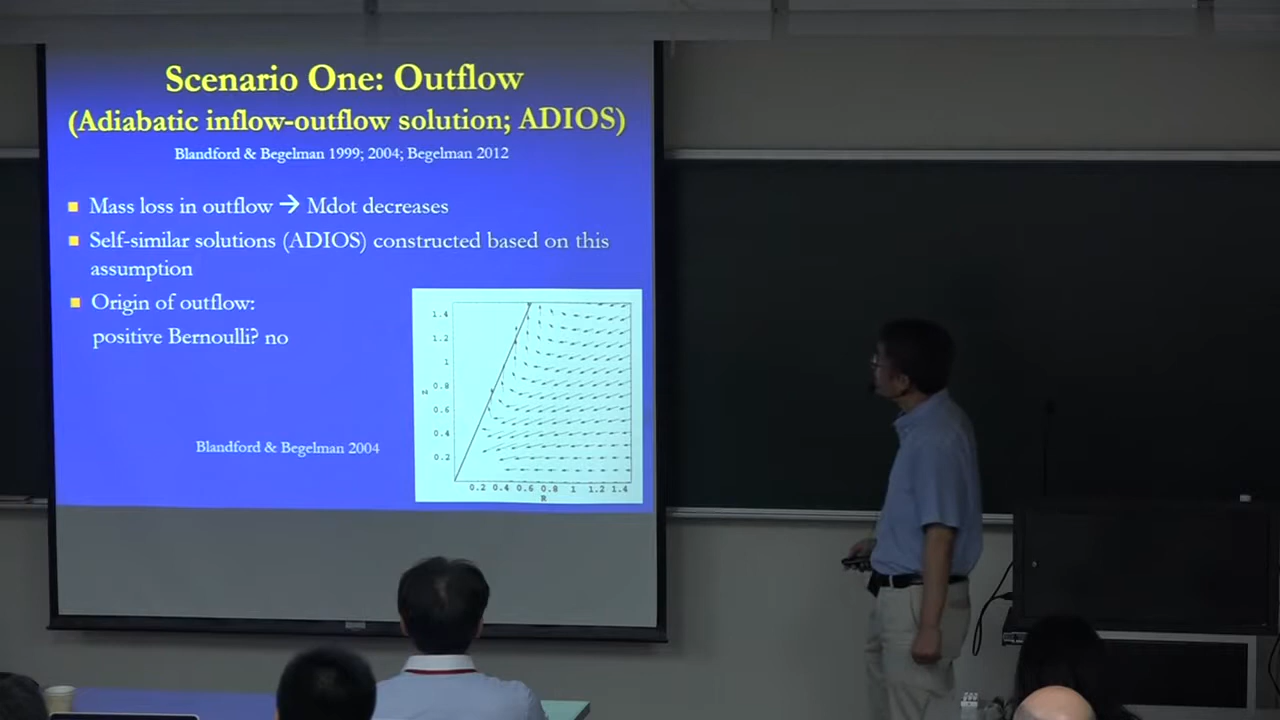 Scenario One: Outflow
(Adiabatic inflow-outflow solution; ADIOS)
Blandford & Begelman 1999; 2004; Begelman 2012
Mass loss in outflow → Mdot decreases
Self-similar solutions (ADIOS) constructed based on this
assumption
Origin of outflow:
positive Bernoulli? no
Blandford & Begelman 2004
1.4
1.2
1
0.8
z
0.6
0.4
0.2
0.2 0.4 0.6 0.8 1 1.2 1.4
R